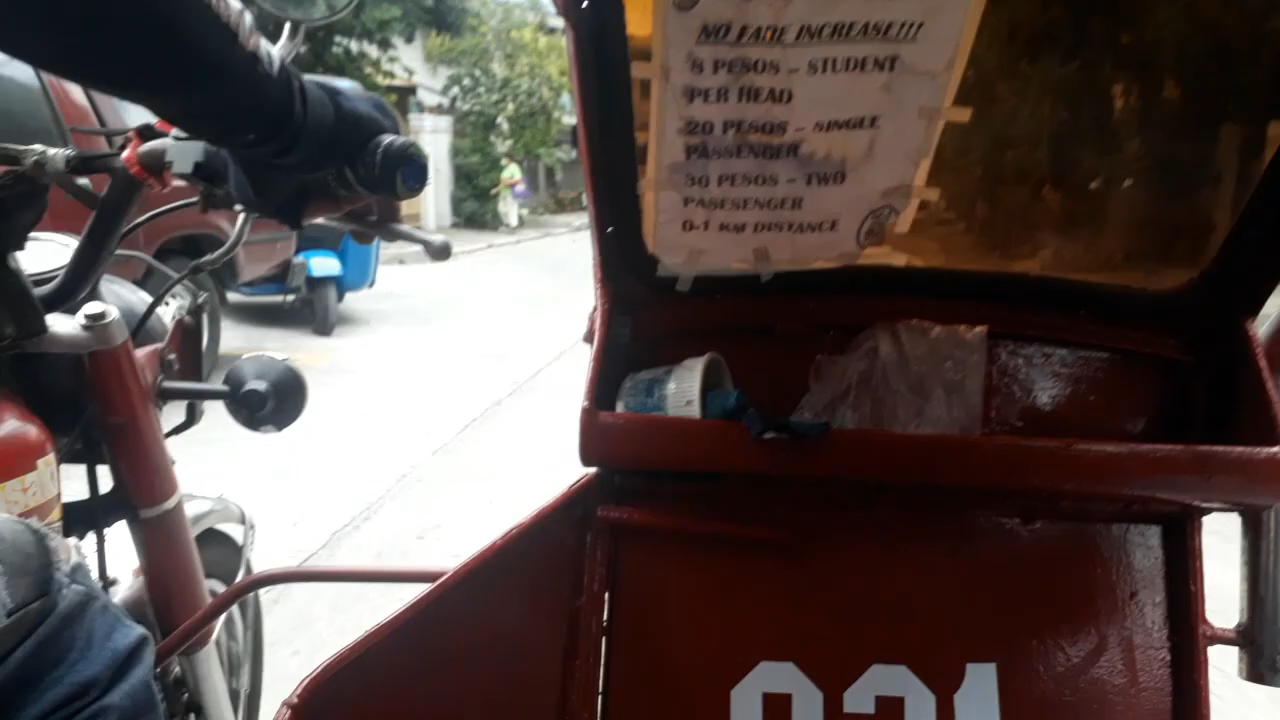 NO FARE INCREASE!!!
8 PESOS - STUDENT
PER HEAD
20 PESOS - SINGLE
PASSENGER
30 PESOS - TWO
PASESENGER
0-1 KM DISTANCE